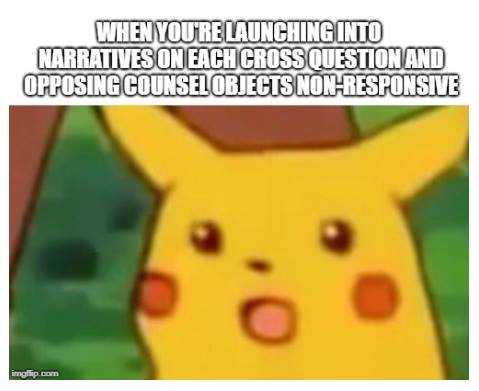 WHEN YOU'RE LAUNCHING INTO
NARRATIVES ON EACH CROSS QUESTION AND
OPPOSING COUNSEL OBJECTS NON-RESPONSIVE
imgflip.com